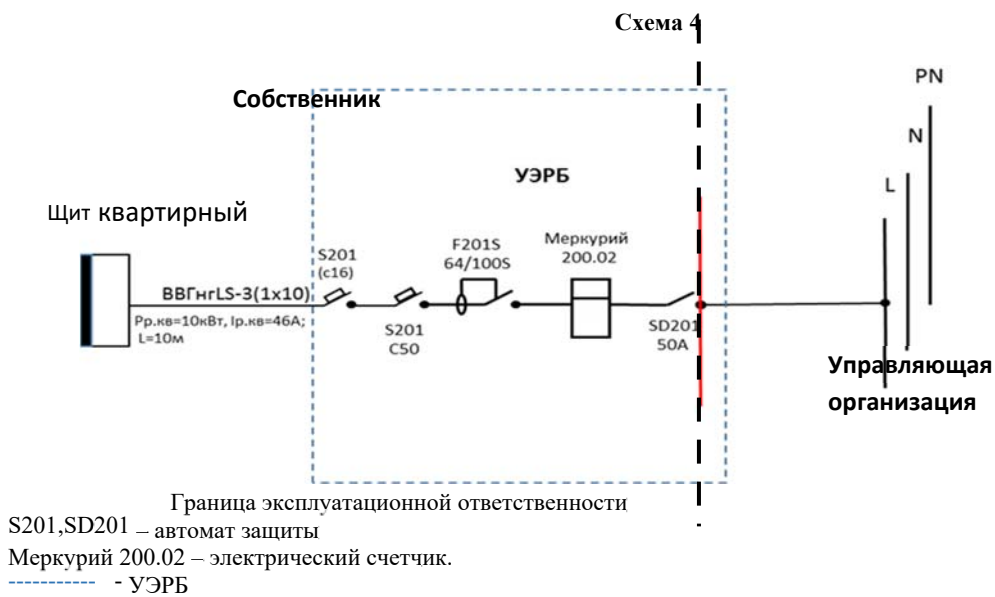 Схема 4
PN
Собственник
N
УЭРБ
L
Щит квартирный
S201
(с16)
F201S
64/100S
Меркурий
200.02
ВВГнгLS-3(1х10)
Рр.кв=10кВт, Iр.кв=46А;
L=10м
S201
C50
SD201
50А
Управляющая
организация
Граница эксплуатационной ответственности
S201,SD201 – автомат защиты
Меркурий 200.02 – электрический счетчик.
- УЭРБ